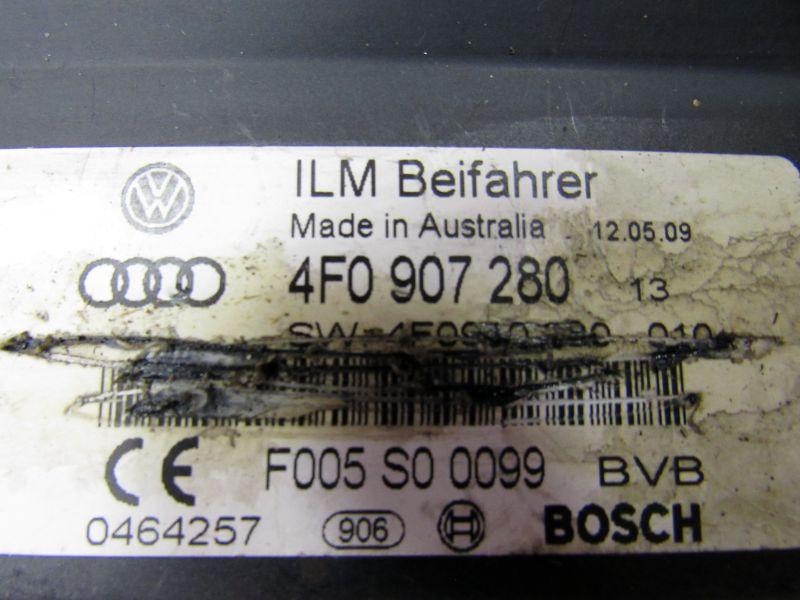 ILM Beifahrer
Made in Australia 12.05.09
4F0 907 280 13
SW
F005 S0 0099 BVB
0464257 906 BOSCH